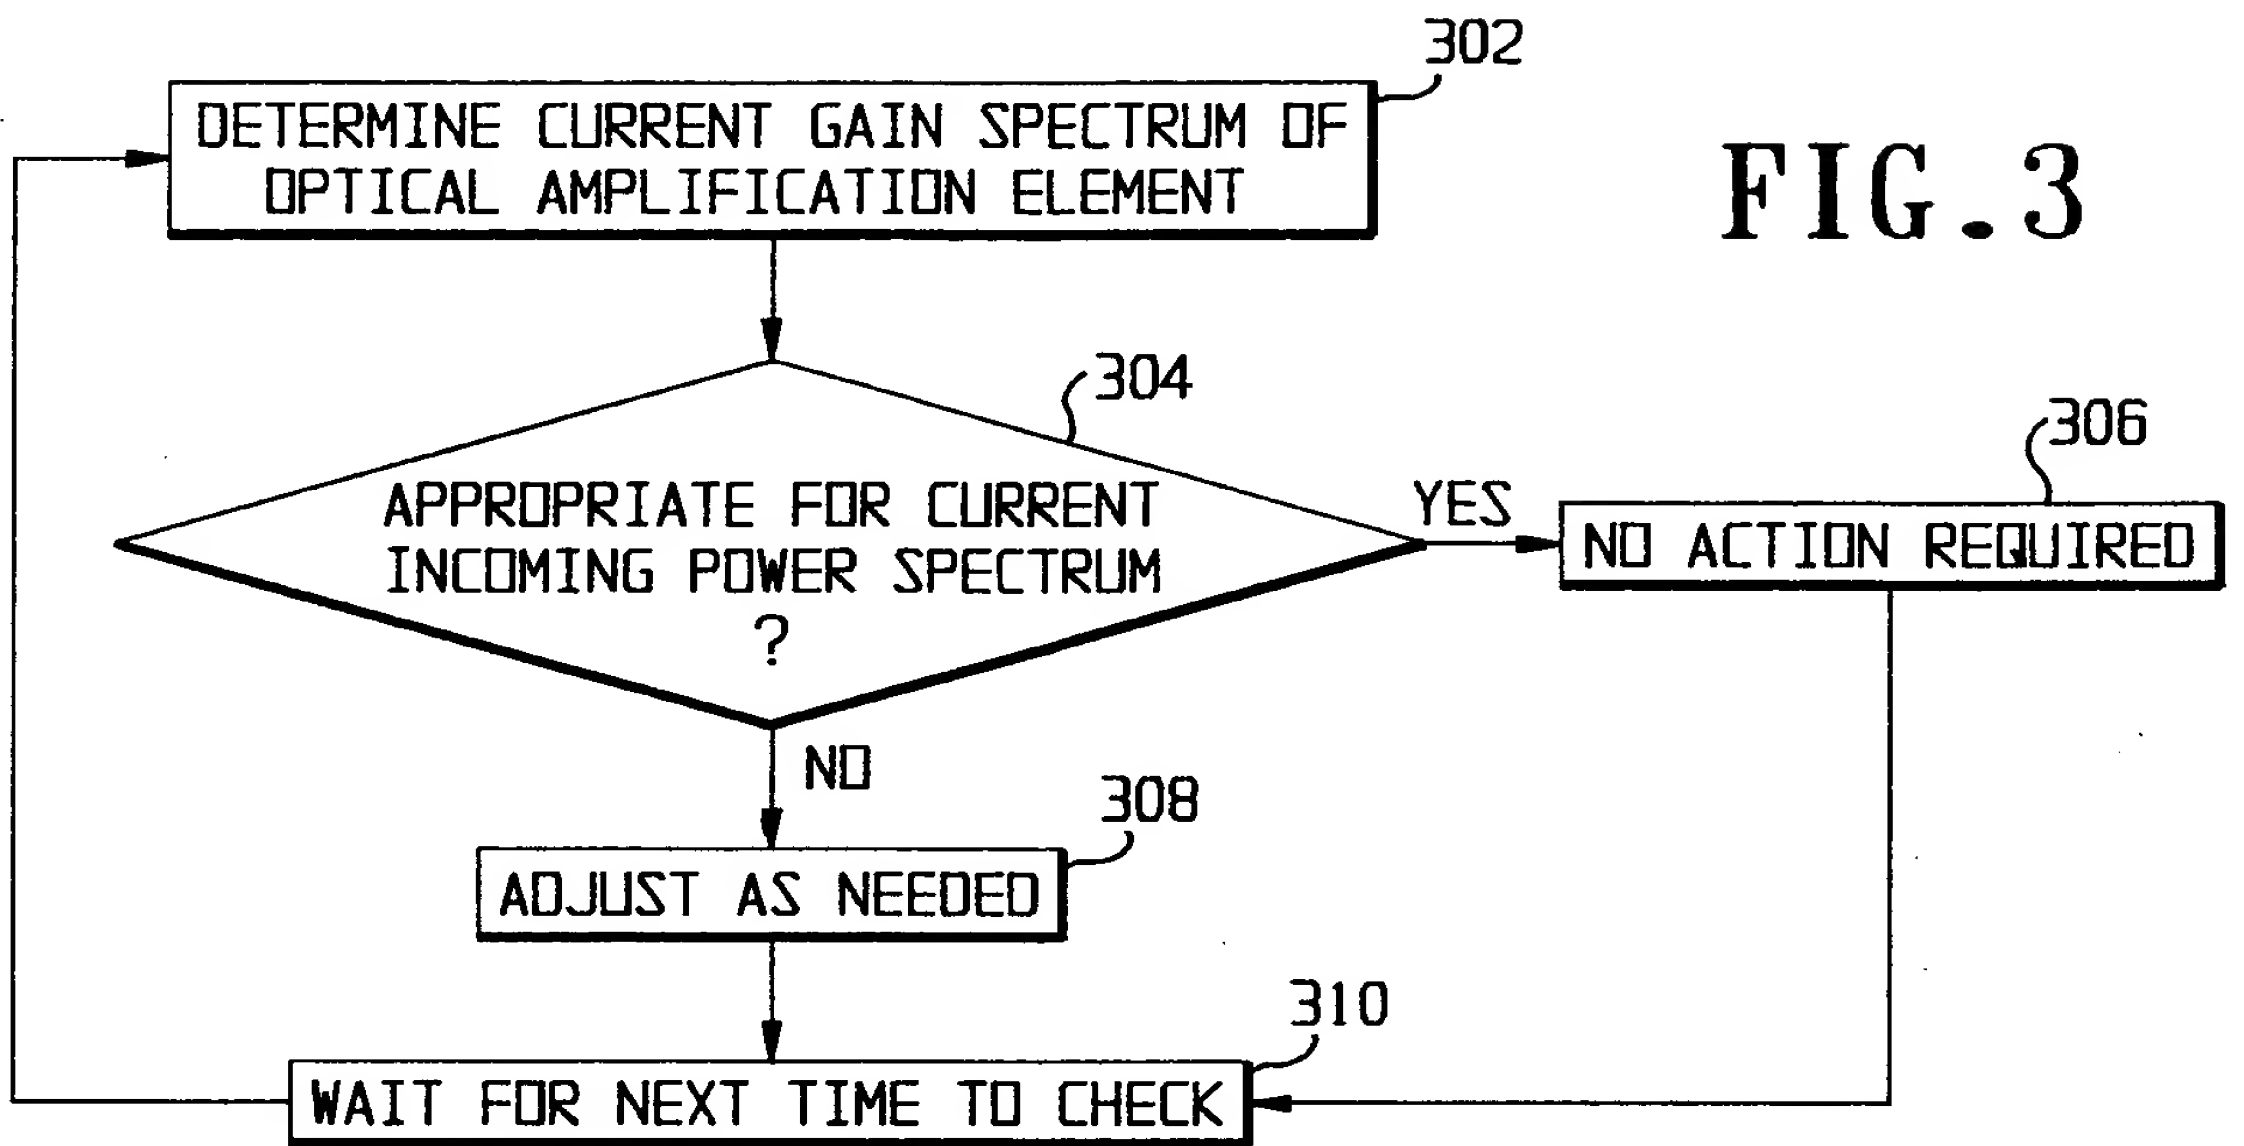 302
DETERMINE CURRENT GAIN SPECTRUM OF
OPTICAL AMPLIFICATION ELEMENT
FIG.3
304
APPROPRIATE FOR CURRENT
INCOMING POWER SPECTRUM
?
YES
306
NO ACTION REQUIRED
NO
308
ADJUST AS NEEDED
310
WAIT FOR NEXT TIME TO CHECK